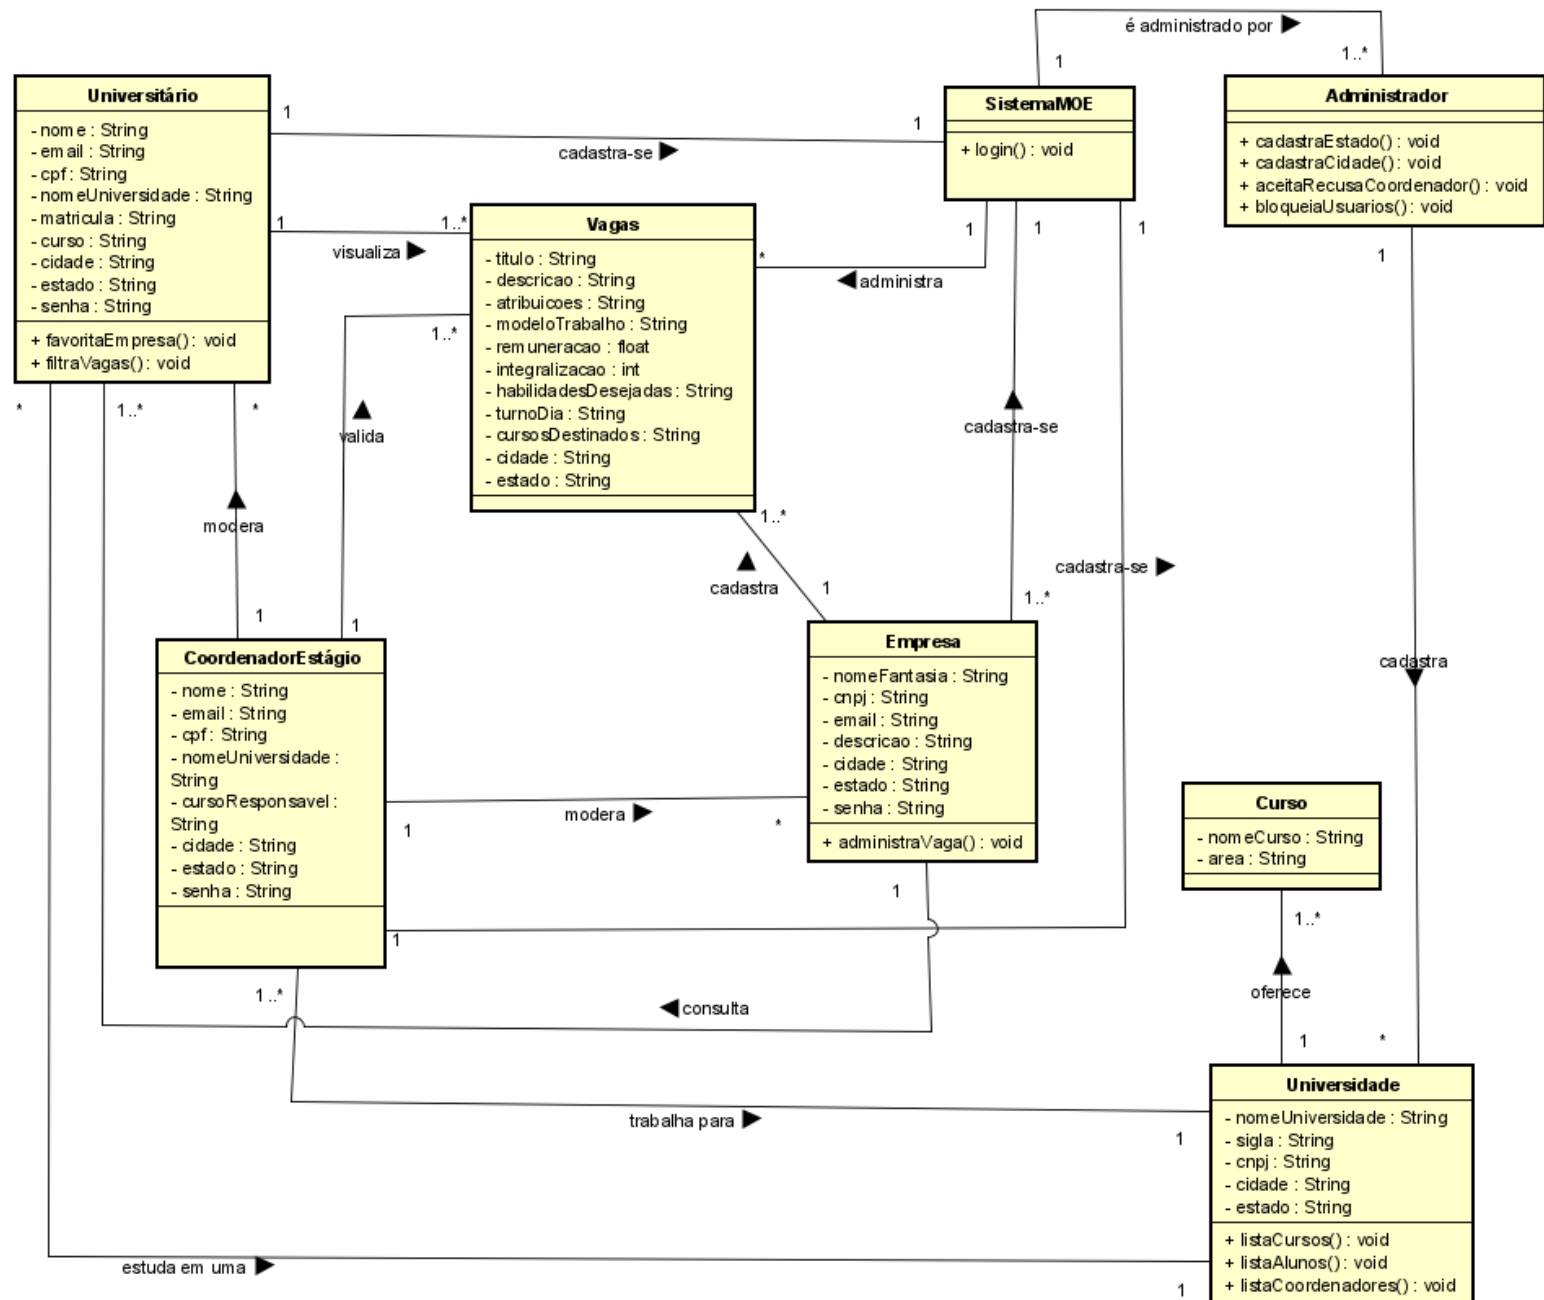 é administrado por
1
1..*
Universitário
- nome : String
- email : String
- cpf : String
- nomeUniversidade : String
- matricula : String
- curso : String
- cidade : String
- estado : String
- senha : String
+ favoritaEmpresa() : void
+ filtraVagas() : void
1
cadastra-se
1
SistemaMOE
+ login() : void
Administrador
+ cadastraEstado() : void
+ cadastraCidade() : void
+ aceitaRecusaCoordenador() : void
+ bloqueiaUsuarios() : void
1
visualiza
1..*
Vagas
- titulo : String
- descricao : String
- atribuicoes : String
- modeloTrabalho : String
- remuneracao : float
- integralizacao : int
- habilidadesDesejadas : String
- turnoDia : String
- cursosDestinados : String
- cidade : String
- estado : String
*
administra
1
1
1
1
1..*
valida
*
1..*
*
modera
1
1
cadastra-se
1..*
cadastra-se
1..*
cadastra
1
CoordenadorEstágio
- nome : String
- email : String
- cpf : String
- nomeUniversidade :
String
- cursoResponsavel :
String
- cidade : String
- estado : String
- senha : String
modera
1
*
Empresa
- nomeFantasia : String
- cnpj : String
- email : String
- descricao : String
- cidade : String
- estado : String
- senha : String
+ administraVaga() : void
cadastra
Curso
- nomeCurso : String
- area : String
1
1
1..*
1..*
consulta
oferece
1
*
trabalha para
1
Universidade
- nomeUniversidade : String
- sigla : String
- cnpj : String
- cidade : String
- estado : String
+ listaCursos() : void
+ listaAlunos() : void
+ listaCoordenadores() : void
estuda em uma
1